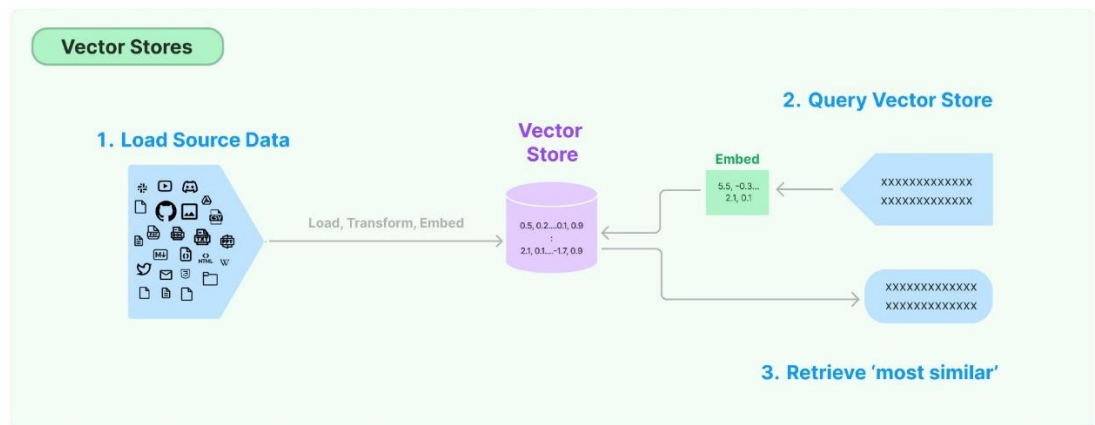 Vector Stores
1. Load Source Data
Load, Transform, Embed
Vector
Store
0.5, 0.2....0.1, 0.9
:
2.1, 0.1....-1.7, 0.9
2. Query Vector Store
Embed
5.5, -0.3...
2.1, 0.1
XXXXXXXXXXXXX
XXXXXXXXXXXXX
XXXXXXXXXXXXX
XXXXXXXXXXXXX
3. Retrieve ‘most similar’
HTML
W